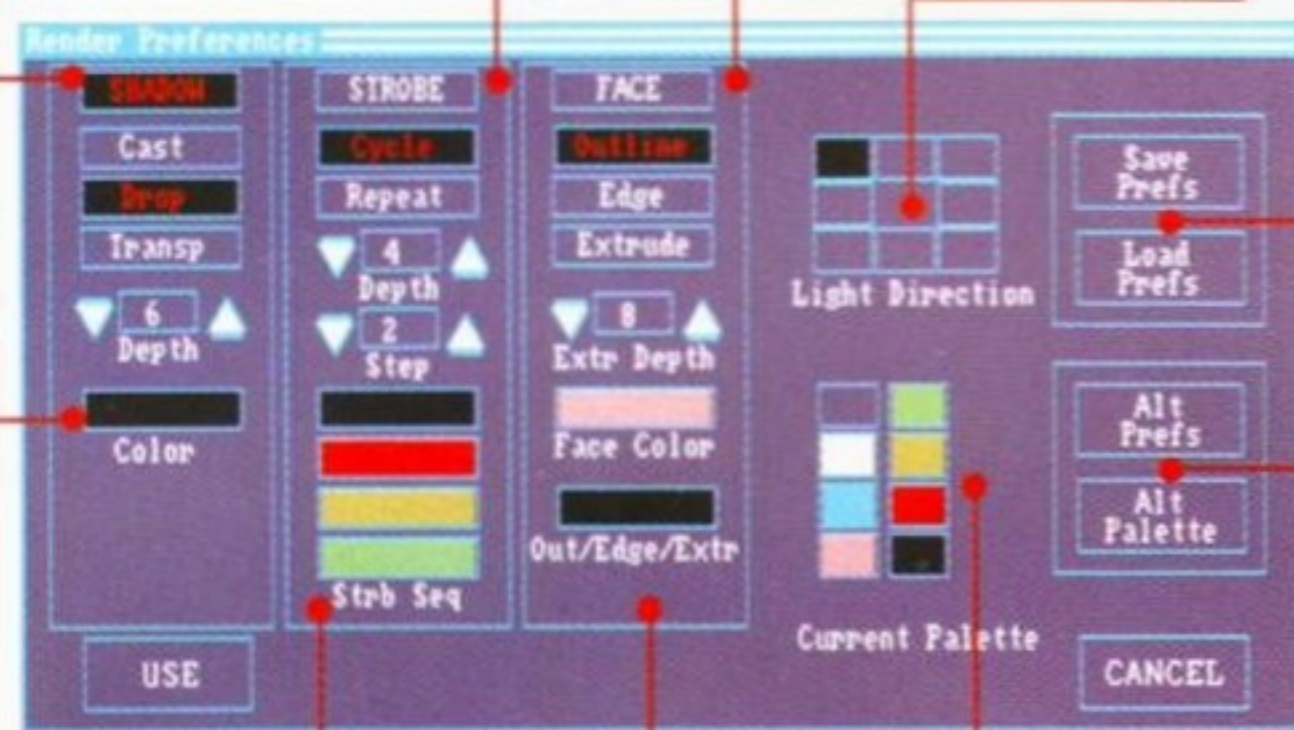 Render Preferences
SHADOW
Cast
Drop
Transp
6
Depth
Color
STROBE
Cycle
Repeat
4
Depth
2
Step
Strb Seq
FACE
Outline
Edge
Extrude
8
Extr Depth
Face Color
Out/Edge/Extr
Light Direction
Current Palette
Save
Prefs
Load
Prefs
Alt
Prefs
Alt
Palette
USE
CANCEL